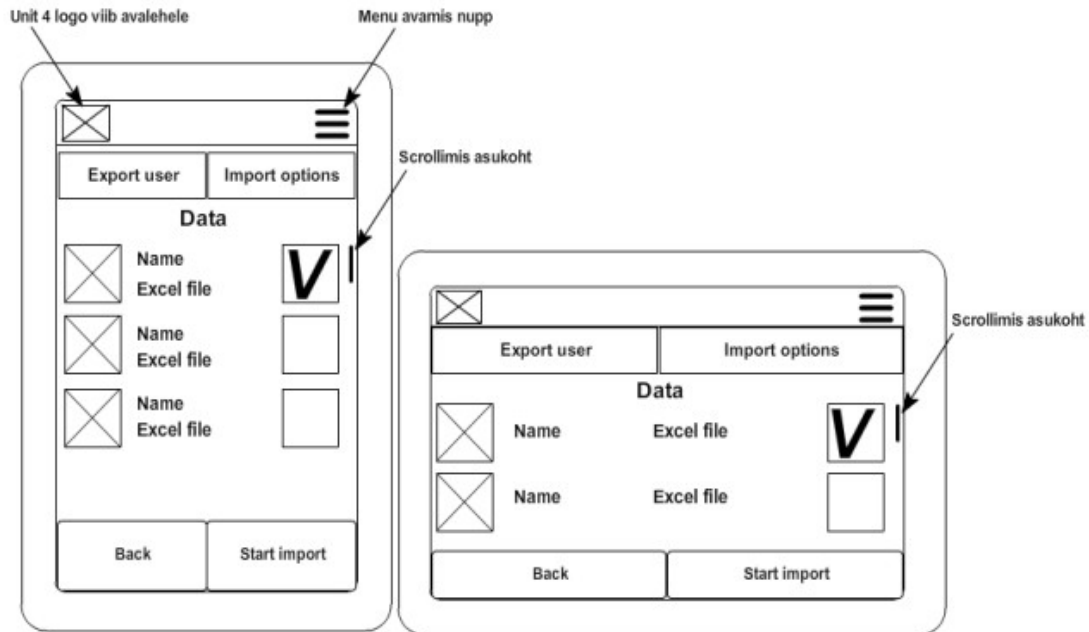 Unit 4 logo viib avalehele
Menu avamis nupp
Scrollimis asukoht
Export user
Import options
Data
Name
Excel file
V
Name
Excel file
Name
Excel file
Back
Start import
Scrollimis asukoht
Export user
Import options
Data
Name Excel file V
Name Excel file
Back
Start import